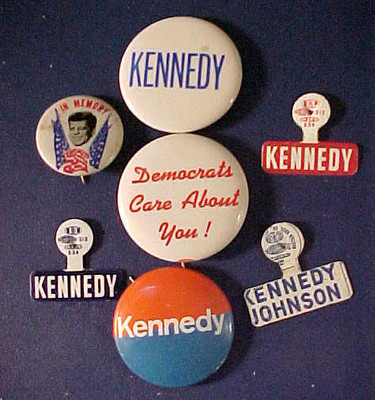 KENNEDY
IN MEMORY
KENNEDY
Democrats
Care About
You!
KENNEDY
KENNEDY
JOHNSON
Kennedy